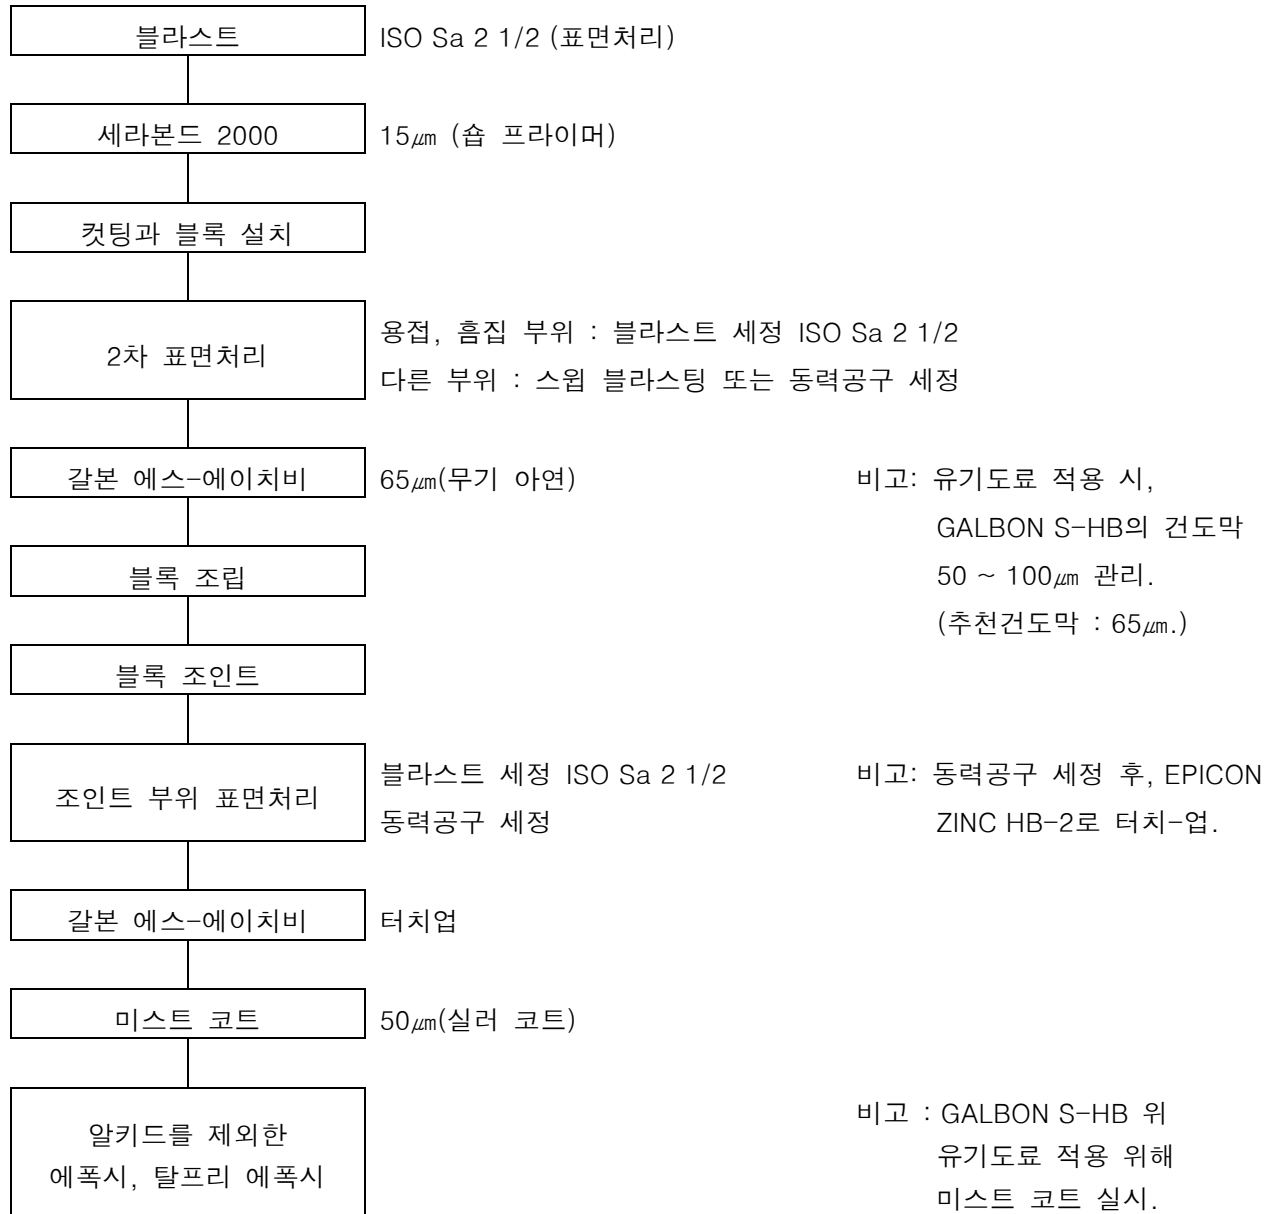 블라스트 ISO Sa 2 1/2 (표면처리)
세라본드 2000 15㎛ (숍 프라이머)
컷팅과 블록 설치
2차 표면처리
용접, 흠집 부위 : 블라스트 세정 ISO Sa 2 1/2
다른 부위 : 스윕 블라스팅 또는 동력공구 세정
갈본 에스-에이치비 65㎛(무기 아연)
비고: 유기도료 적용 시,
GALBON S-HB의 건도막
50 ~ 100㎛ 관리.
(추천건도막 : 65㎛.)
블록 조립
블록 조인트
조인트 부위 표면처리
블라스트 세정 ISO Sa 2 1/2
동력공구 세정
비고: 동력공구 세정 후, EPICON
ZINC HB-2로 터치-업.
갈본 에스-에이치비 터치업
미스트 코트 50㎛(실러 코트)
알키드를 제외한
에폭시, 탈프리 에폭시
비고 : GALBON S-HB 위
유기도료 적용 위해
미스트 코트 실시.